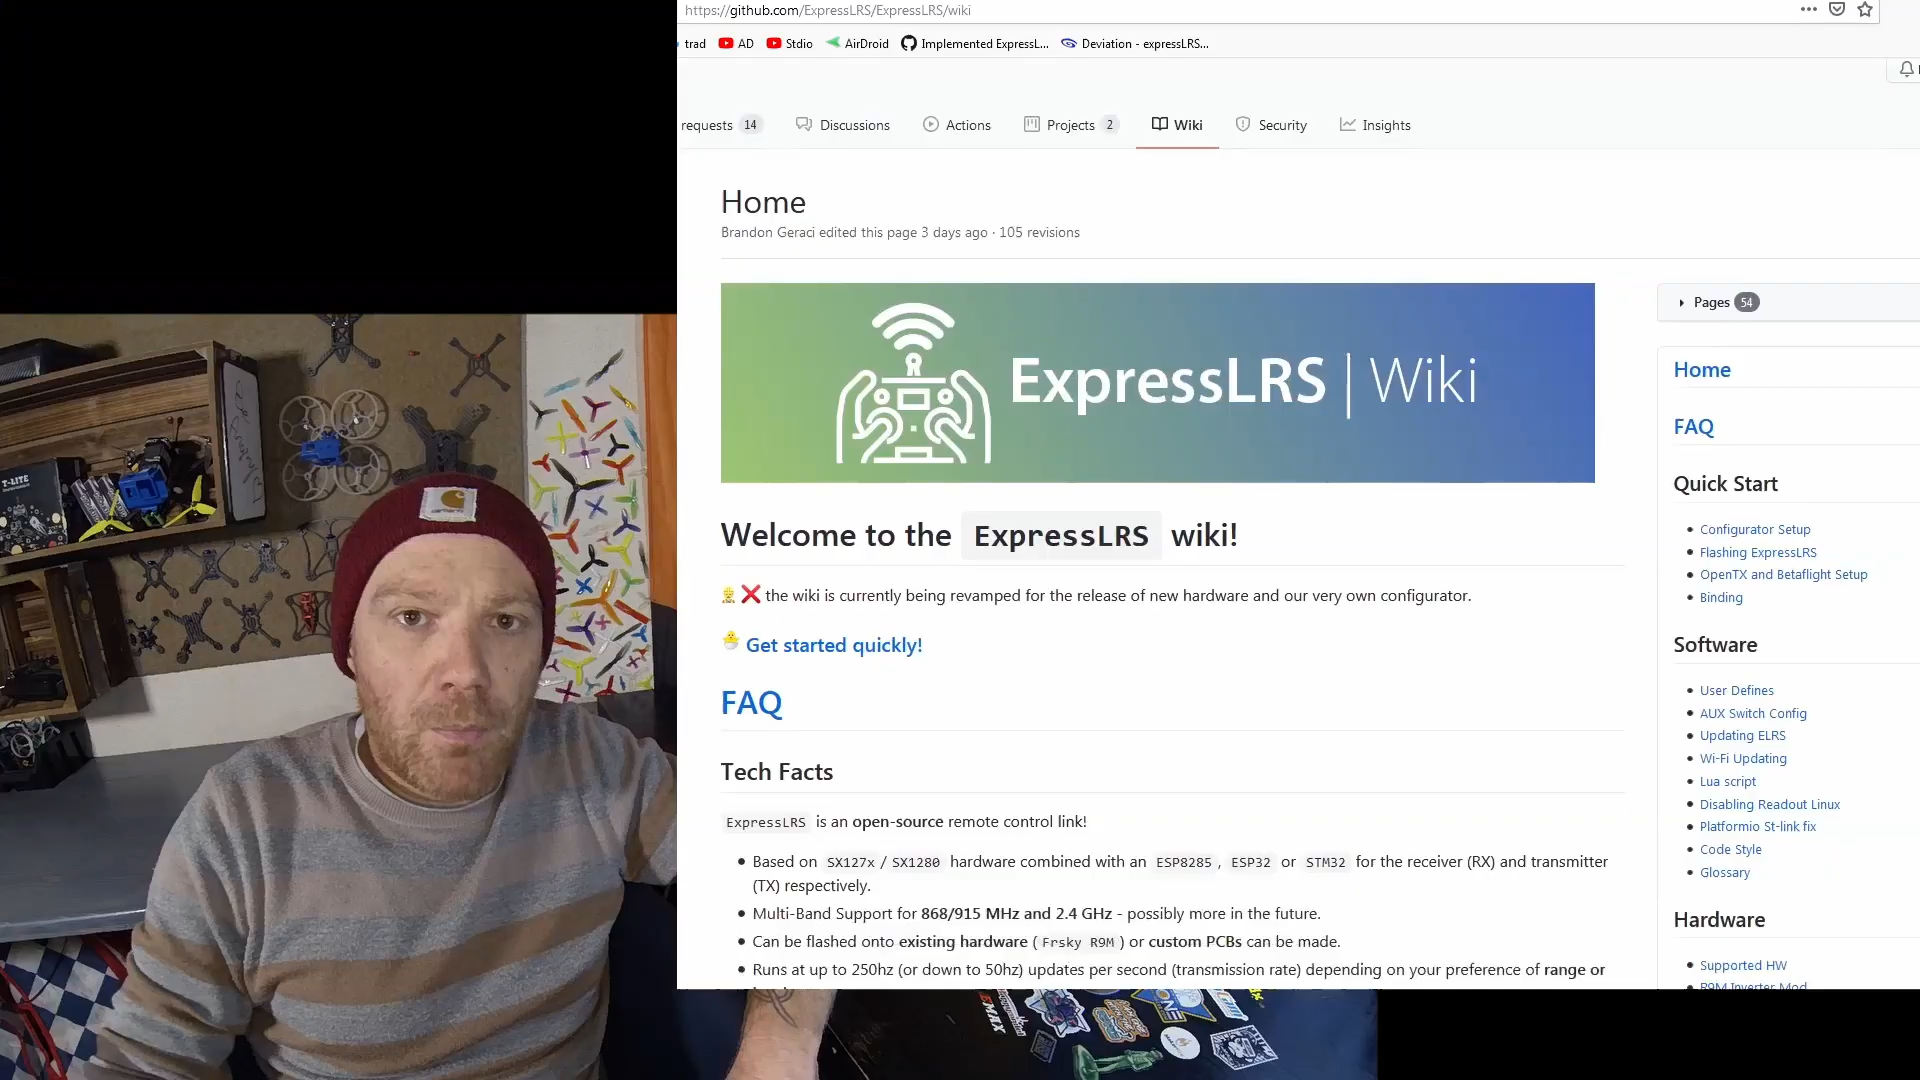 https://github.com/ExpressLRS/ExpressLRS/wiki
trad AD Stdio AirDroid Implemented ExpressL... Deviation - expressLRS...
requests 14 Discussions Actions Projects 2 Wiki Security Insights
Home
Brandon Geraci edited this page 3 days ago · 105 revisions
ExpressLRS | Wiki
Welcome to the ExpressLRS wiki!
the wiki is currently being revamped for the release of new hardware and our very own configurator.
Get started quickly!
FAQ
Tech Facts
ExpressLRS is an open-source remote control link!
Based on SX127x / SX1280 hardware combined with an ESP8285, ESP32 or STM32 for the receiver (RX) and transmitter
(TX) respectively.
Multi-Band Support for 868/915 MHz and 2.4 GHz - possibly more in the future.
Can be flashed onto existing hardware ( Frsky R9M ) or custom PCBs can be made.
Runs at up to 250hz (or down to 50hz) updates per second (transmission rate) depending on your preference of range or
Pages 54
Home
FAQ
Quick Start
Configurator Setup
Flashing ExpressLRS
OpenTX and Betaflight Setup
Binding
Software
User Defines
AUX Switch Config
Updating ELRS
Wi-Fi Updating
Lua script
Disabling Readout Linux
Platformio St-link fix
Code Style
Glossary
Hardware
Supported HW
R9M Inverter Mod
T-LITE
EMAX